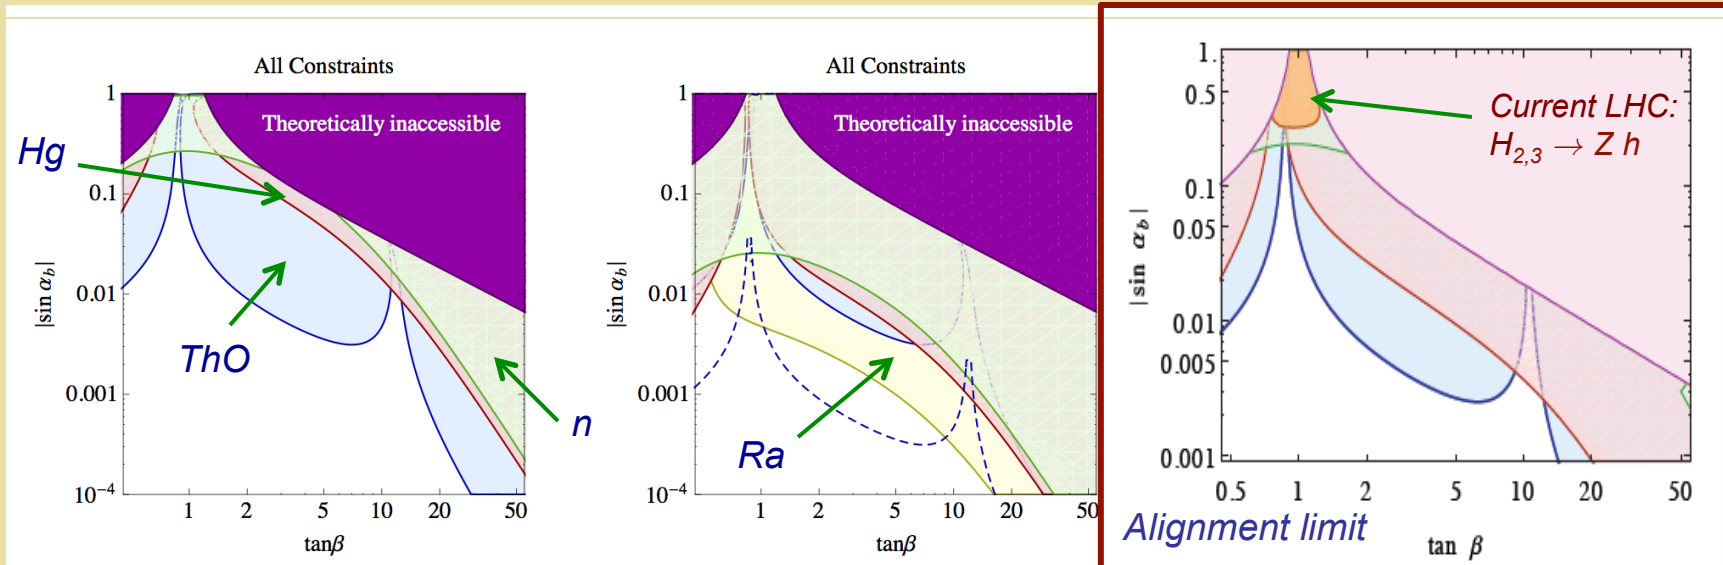 All Constraints
Theoretically inaccessible
Hg
ThO
n
|sin αb|
1
0.1
0.01
0.001
10⁻⁴
1 2 5 10 20 50
tanβ
All Constraints
Theoretically inaccessible
Ra
|sin αb|
1
0.1
0.01
0.001
10⁻⁴
1 2 5 10 20 50
tanβ
Current LHC:
H2,3 → Z h
|sin αb|
1.
0.5
0.1
0.05
0.01
0.005
0.001
0.5 1 2 5 10 20 50
Alignment limit
tan β